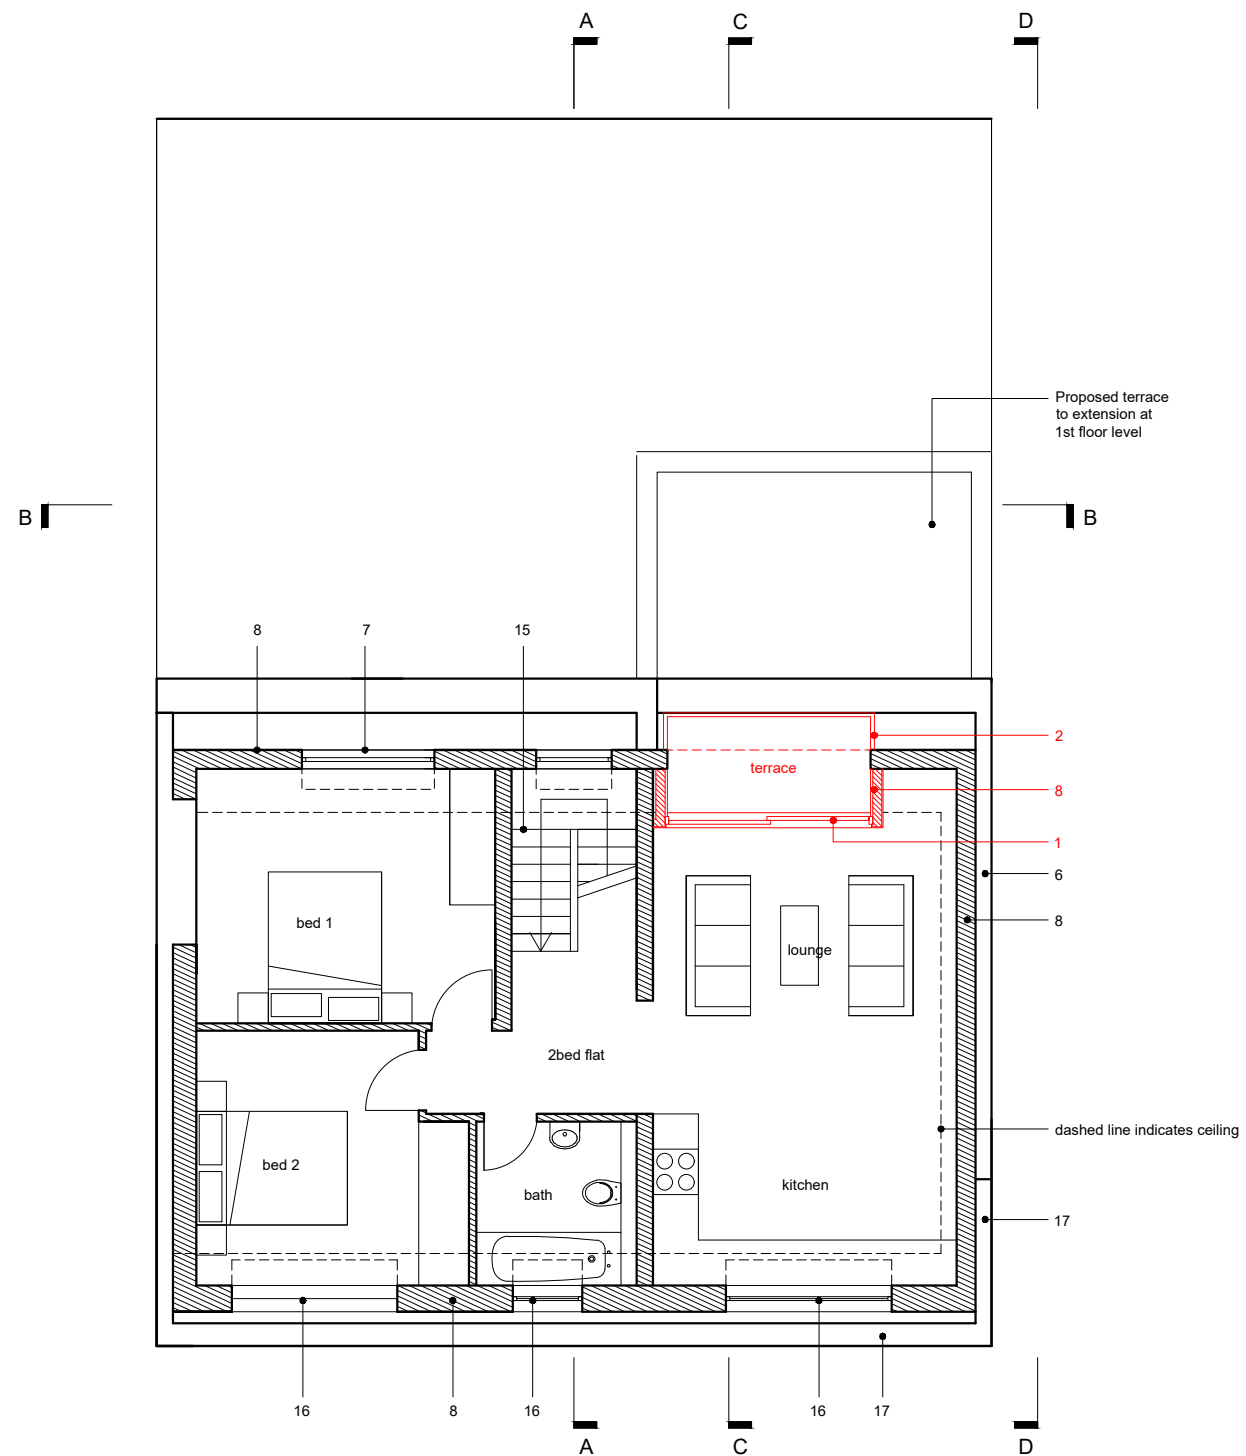 A
C
D
Proposed terrace
to extension at
1st floor level
B
B
8
7
15
2
terrace
8
1
6
bed 1
8
lounge
2bed flat
dashed line indicates ceiling
bed 2
kitchen
bath
17
16
8
16
16
17
A
C
D